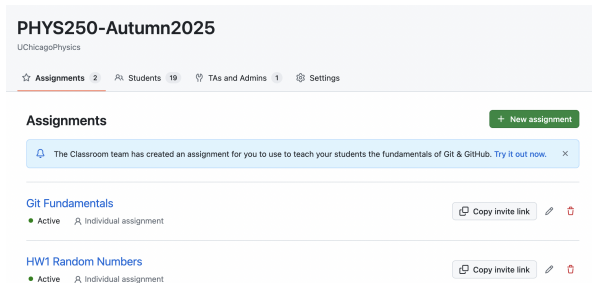 PHYS250-Autumn2025
UChicagoPhysics
Assignments 2 Students 19 TAs and Admins 1 Settings
Assignments
+ New assignment
The Classroom team has created an assignment for you to use to teach your students the fundamentals of Git & GitHub. Try it out now.
Git Fundamentals
Copy invite link
Active Individual assignment
HW1 Random Numbers
Copy invite link
Active Individual assignment